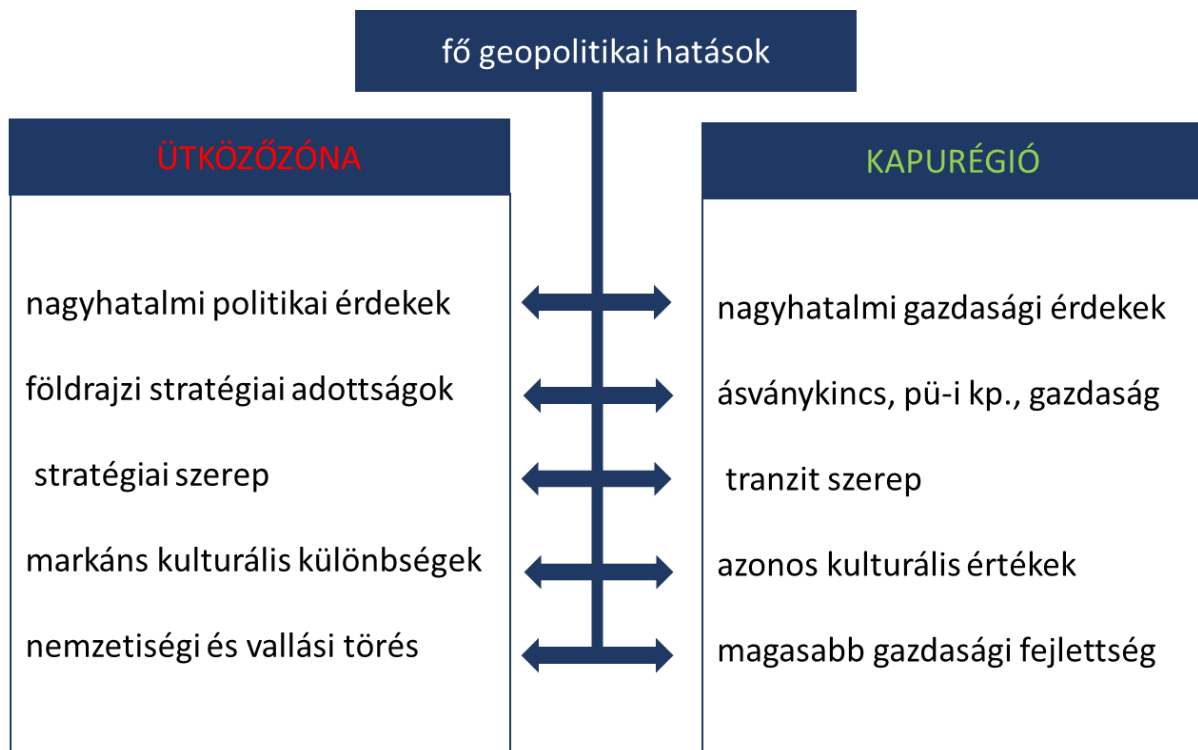 fő geopolitikai hatások
ÜTKÖZŐZÓNA
nagyhatalmi politikai érdekek
földrajzi stratégiai adottságok
stratégiai szerep
markáns kulturális különbségek
nemzetiségi és vallási törés
KAPURÉGIÓ
nagyhatalmi gazdasági érdekek
ásványkincs, pü-i kp., gazdaság
tranzit szerep
azonos kulturális értékek
magasabb gazdasági fejlettség